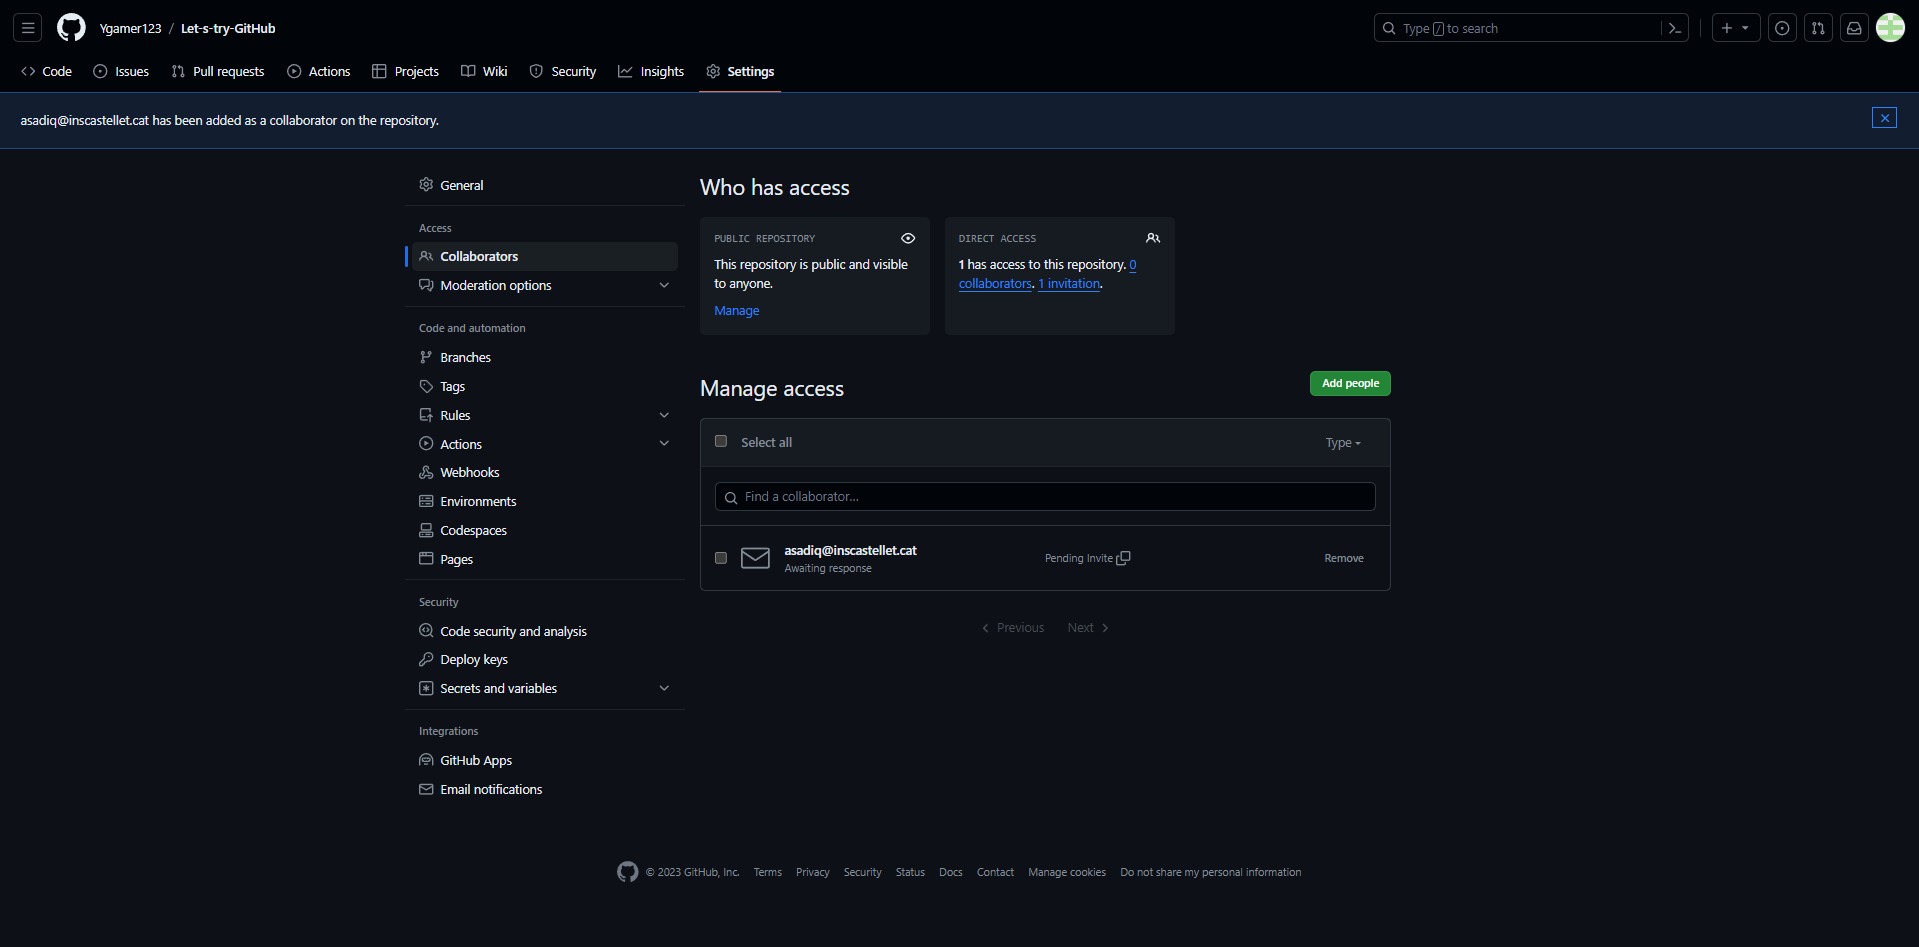 Ygamer123 / Let-s-try-GitHub
Type / to search
Code
Issues
Pull requests
Actions
Projects
Wiki
Security
Insights
Settings
asadiq@inscastellet.cat has been added as a collaborator on the repository.
General
Access
Collaborators
Moderation options
Code and automation
Branches
Tags
Rules
Actions
Webhooks
Environments
Codespaces
Pages
Security
Code security and analysis
Deploy keys
Secrets and variables
Integrations
GitHub Apps
Email notifications
Who has access
PUBLIC REPOSITORY
This repository is public and visible
to anyone.
Manage
DIRECT ACCESS
1 has access to this repository. 0
collaborators. 1 invitation.
Manage access
Add people
Select all
Type
Find a collaborator...
asadiq@inscastellet.cat
Awaiting response
Pending Invite
Remove
Previous
Next
© 2023 GitHub, Inc.
Terms
Privacy
Security
Status
Docs
Contact
Manage cookies
Do not share my personal information